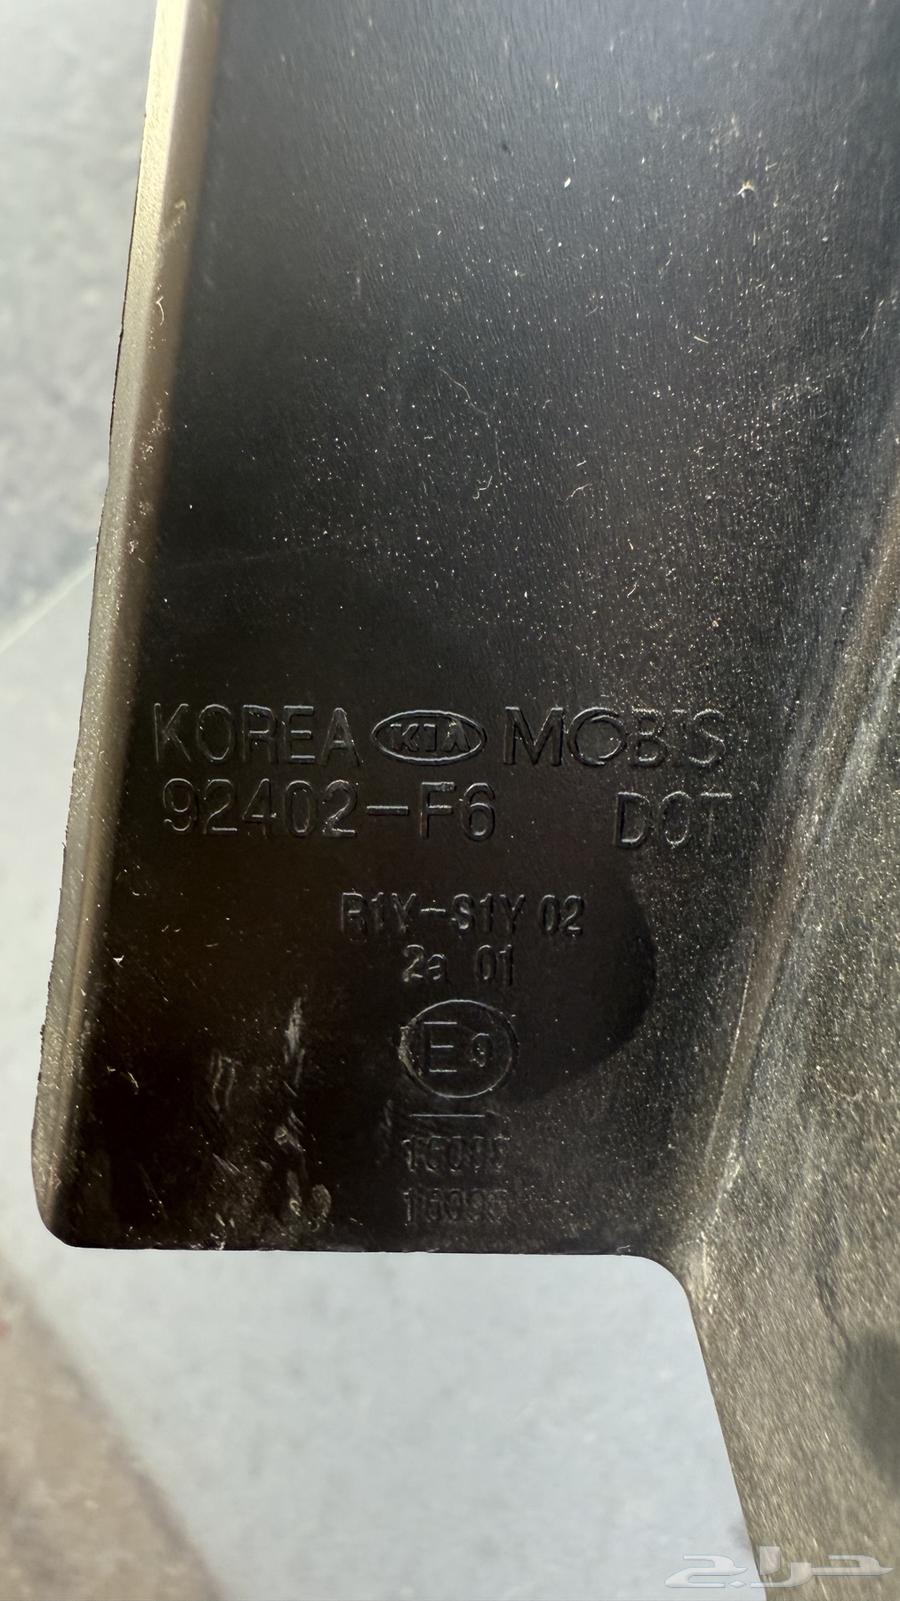 KOREA KIA MOBIS
92402-F6 DOT
R1Y-S1Y 02
2a 01
E9
حراج